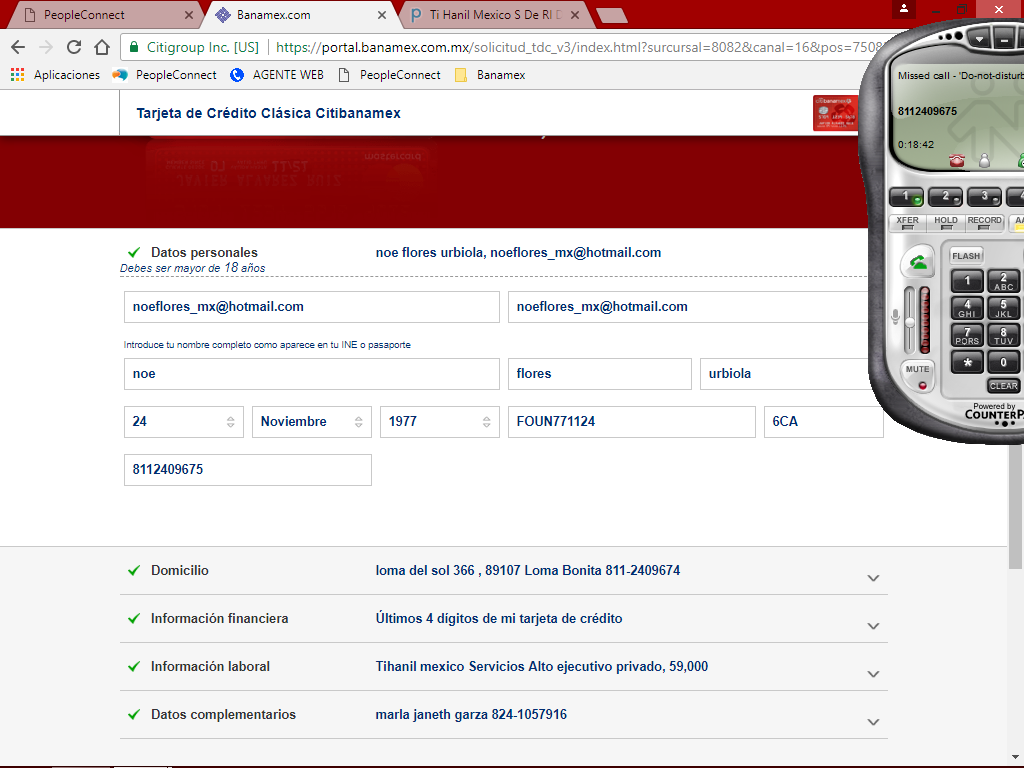 PeopleConnect
Banamex.com
Ti Hanil Mexico S De Rl D
Citigroup Inc. [US]
https://portal.banamex.com.mx/solicitud_tdc_v3/index.html?sursursal=8082&canal=16&pos=7508
Aplicaciones
PeopleConnect
AGENTE WEB
PeopleConnect
Banamex
Tarjeta de Crédito Clásica Citibanamex
Datos personales
noe flores urbiola, noeflores_mx@hotmail.com
Debes ser mayor de 18 años
noeflores_mx@hotmail.com
noeflores_mx@hotmail.com
Introduce tu nombre completo como aparece en tu INE o pasaporte
noe
flores
urbiola
24
Noviembre
1977
FOUN771124
6CA
8112409675
Domicilio
loma del sol 366 , 89107 Loma Bonita 811-2409674
Información financiera
Últimos 4 dígitos de mi tarjeta de crédito
Información laboral
Tihanil mexico Servicios Alto ejecutivo privado, 59,000
Datos complementarios
marla janeth garza 824-1057916
Missed call - 'Do-not-disturb
8112409675
0:18:42
1
2
3
4
XFER
HOLD
RECORD
AA
FLASH
1
2
ABC
4
GHI
5
JKL
7
PQRS
8
TUV
*
0
MUTE
CLEAR
Powered by
COUNTERP